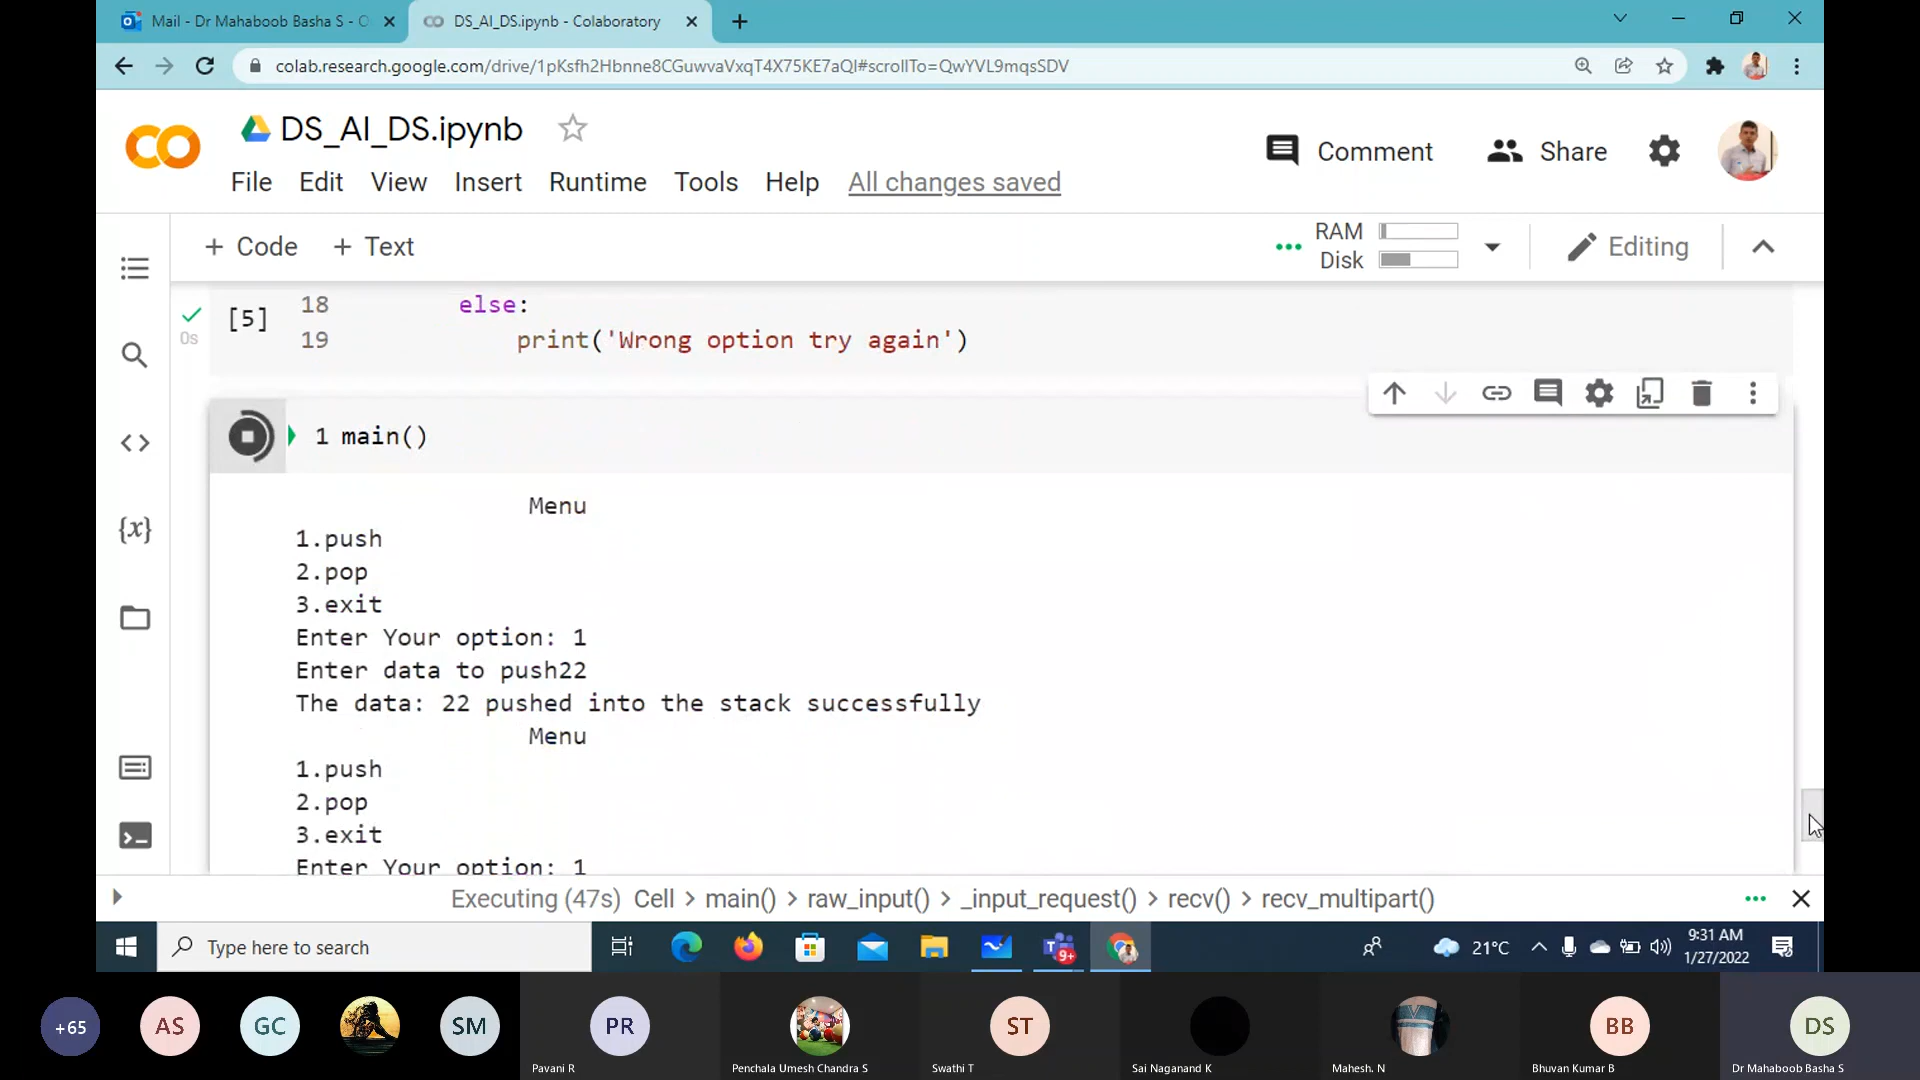 Mail - Dr Mahaboob Basha S - O
DS_AI_DS.ipynb - Colaboratory
colab.research.google.com/drive/1pKsfh2Hbnne8CGuwvaVxqT4X75KE7aQI#scrollTo=QwYVL9mqsSDV
DS_AI_DS.ipynb
Comment
Share
File Edit View Insert Runtime Tools Help All changes saved
+ Code + Text
RAM
Disk
Editing
[5]
0s
18 else:
19 print('Wrong option try again')
1 main()
Menu
1.push
2.pop
3.exit
Enter Your option: 1
Enter data to push22
The data: 22 pushed into the stack successfully
Menu
1.push
2.pop
3.exit
Enter Your option: 1
Executing (47s) Cell > main() > raw_input() > _input_request() > recv() > recv_multipart()
Type here to search
9+
21°C
9:31 AM
1/27/2022
+65
AS
GC
SM
PR
ST
BB
DS
Pavani R
Penchala Umesh Chandra S
Swathi T
Sai Naganand K
Mahesh. N
Bhuvan Kumar B
Dr Mahaboob Basha S